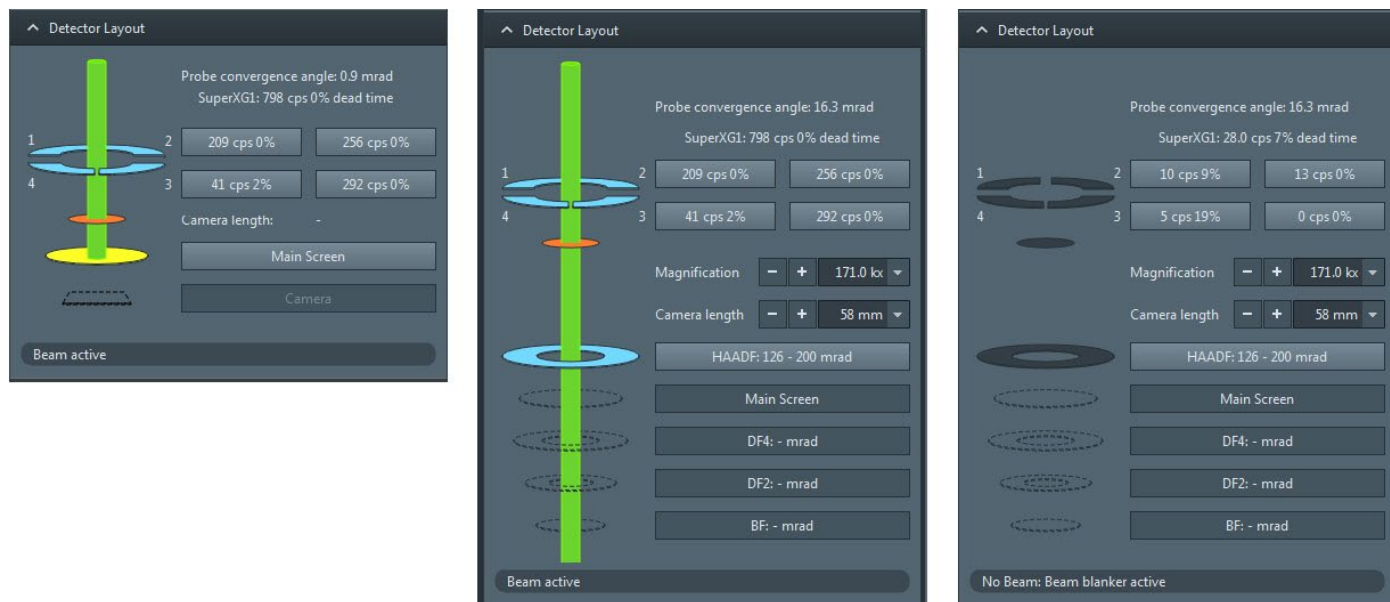 Detector Layout
Probe convergence angle: 0.9 mrad
SuperXG1: 798 cps 0% dead time
1
2
209 cps 0%
256 cps 0%
4
3
41 cps 2%
292 cps 0%
Camera length: -
Main Screen
Camera
Beam active
Detector Layout
Probe convergence angle: 16.3 mrad
SuperXG1: 798 cps 0% dead time
1
2
209 cps 0%
256 cps 0%
4
3
41 cps 2%
292 cps 0%
Magnification - + 171.0 kx
Camera length - + 58 mm
HAADF: 126 - 200 mrad
Main Screen
DF4: - mrad
DF2: - mrad
BF: - mrad
Beam active
Detector Layout
Probe convergence angle: 16.3 mrad
SuperXG1: 28.0 cps 7% dead time
1
2
10 cps 9%
13 cps 0%
4
3
5 cps 19%
0 cps 0%
Magnification - + 171.0 kx
Camera length - + 58 mm
HAADF: 126 - 200 mrad
Main Screen
DF4: - mrad
DF2: - mrad
BF: - mrad
No Beam: Beam blanker active